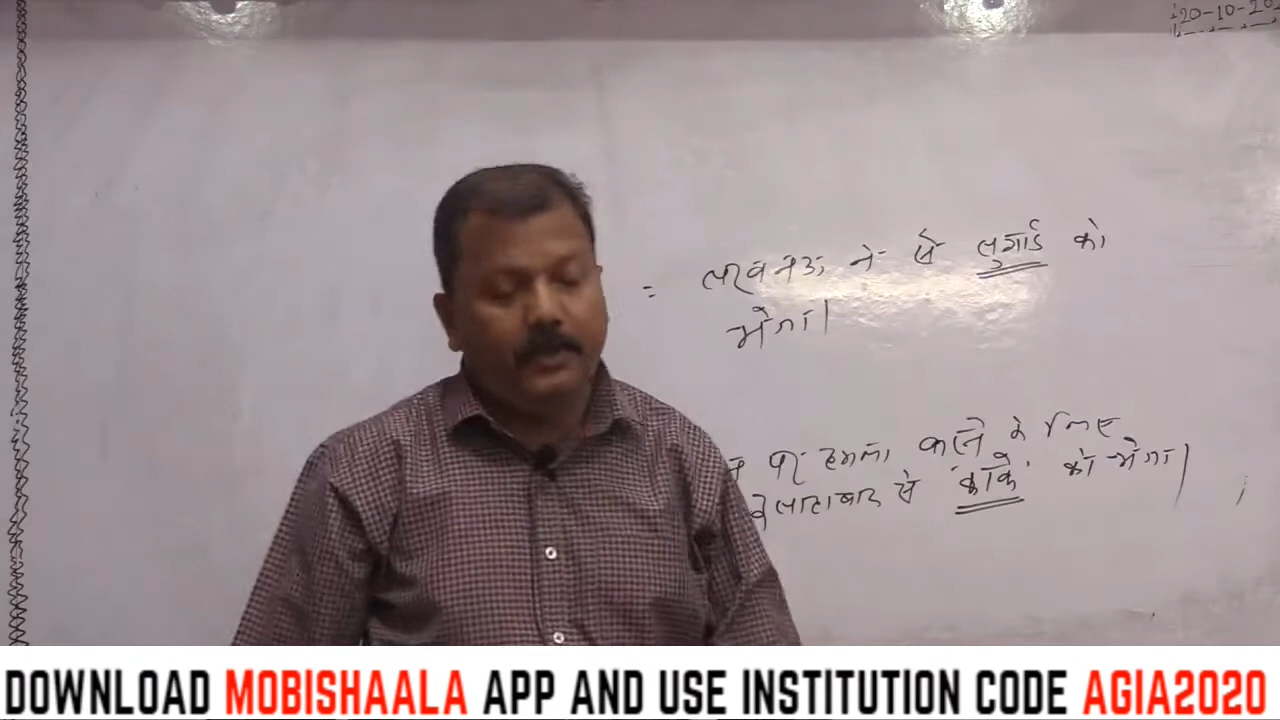 20-10-20
= लखनऊ ने से लुगार्ड को
भेजा।
पर हमला करने के लिए
से 'कॉर्क' को भेजा।
DOWNLOAD MOBISHAALA APP AND USE INSTITUTION CODE AGIA2020